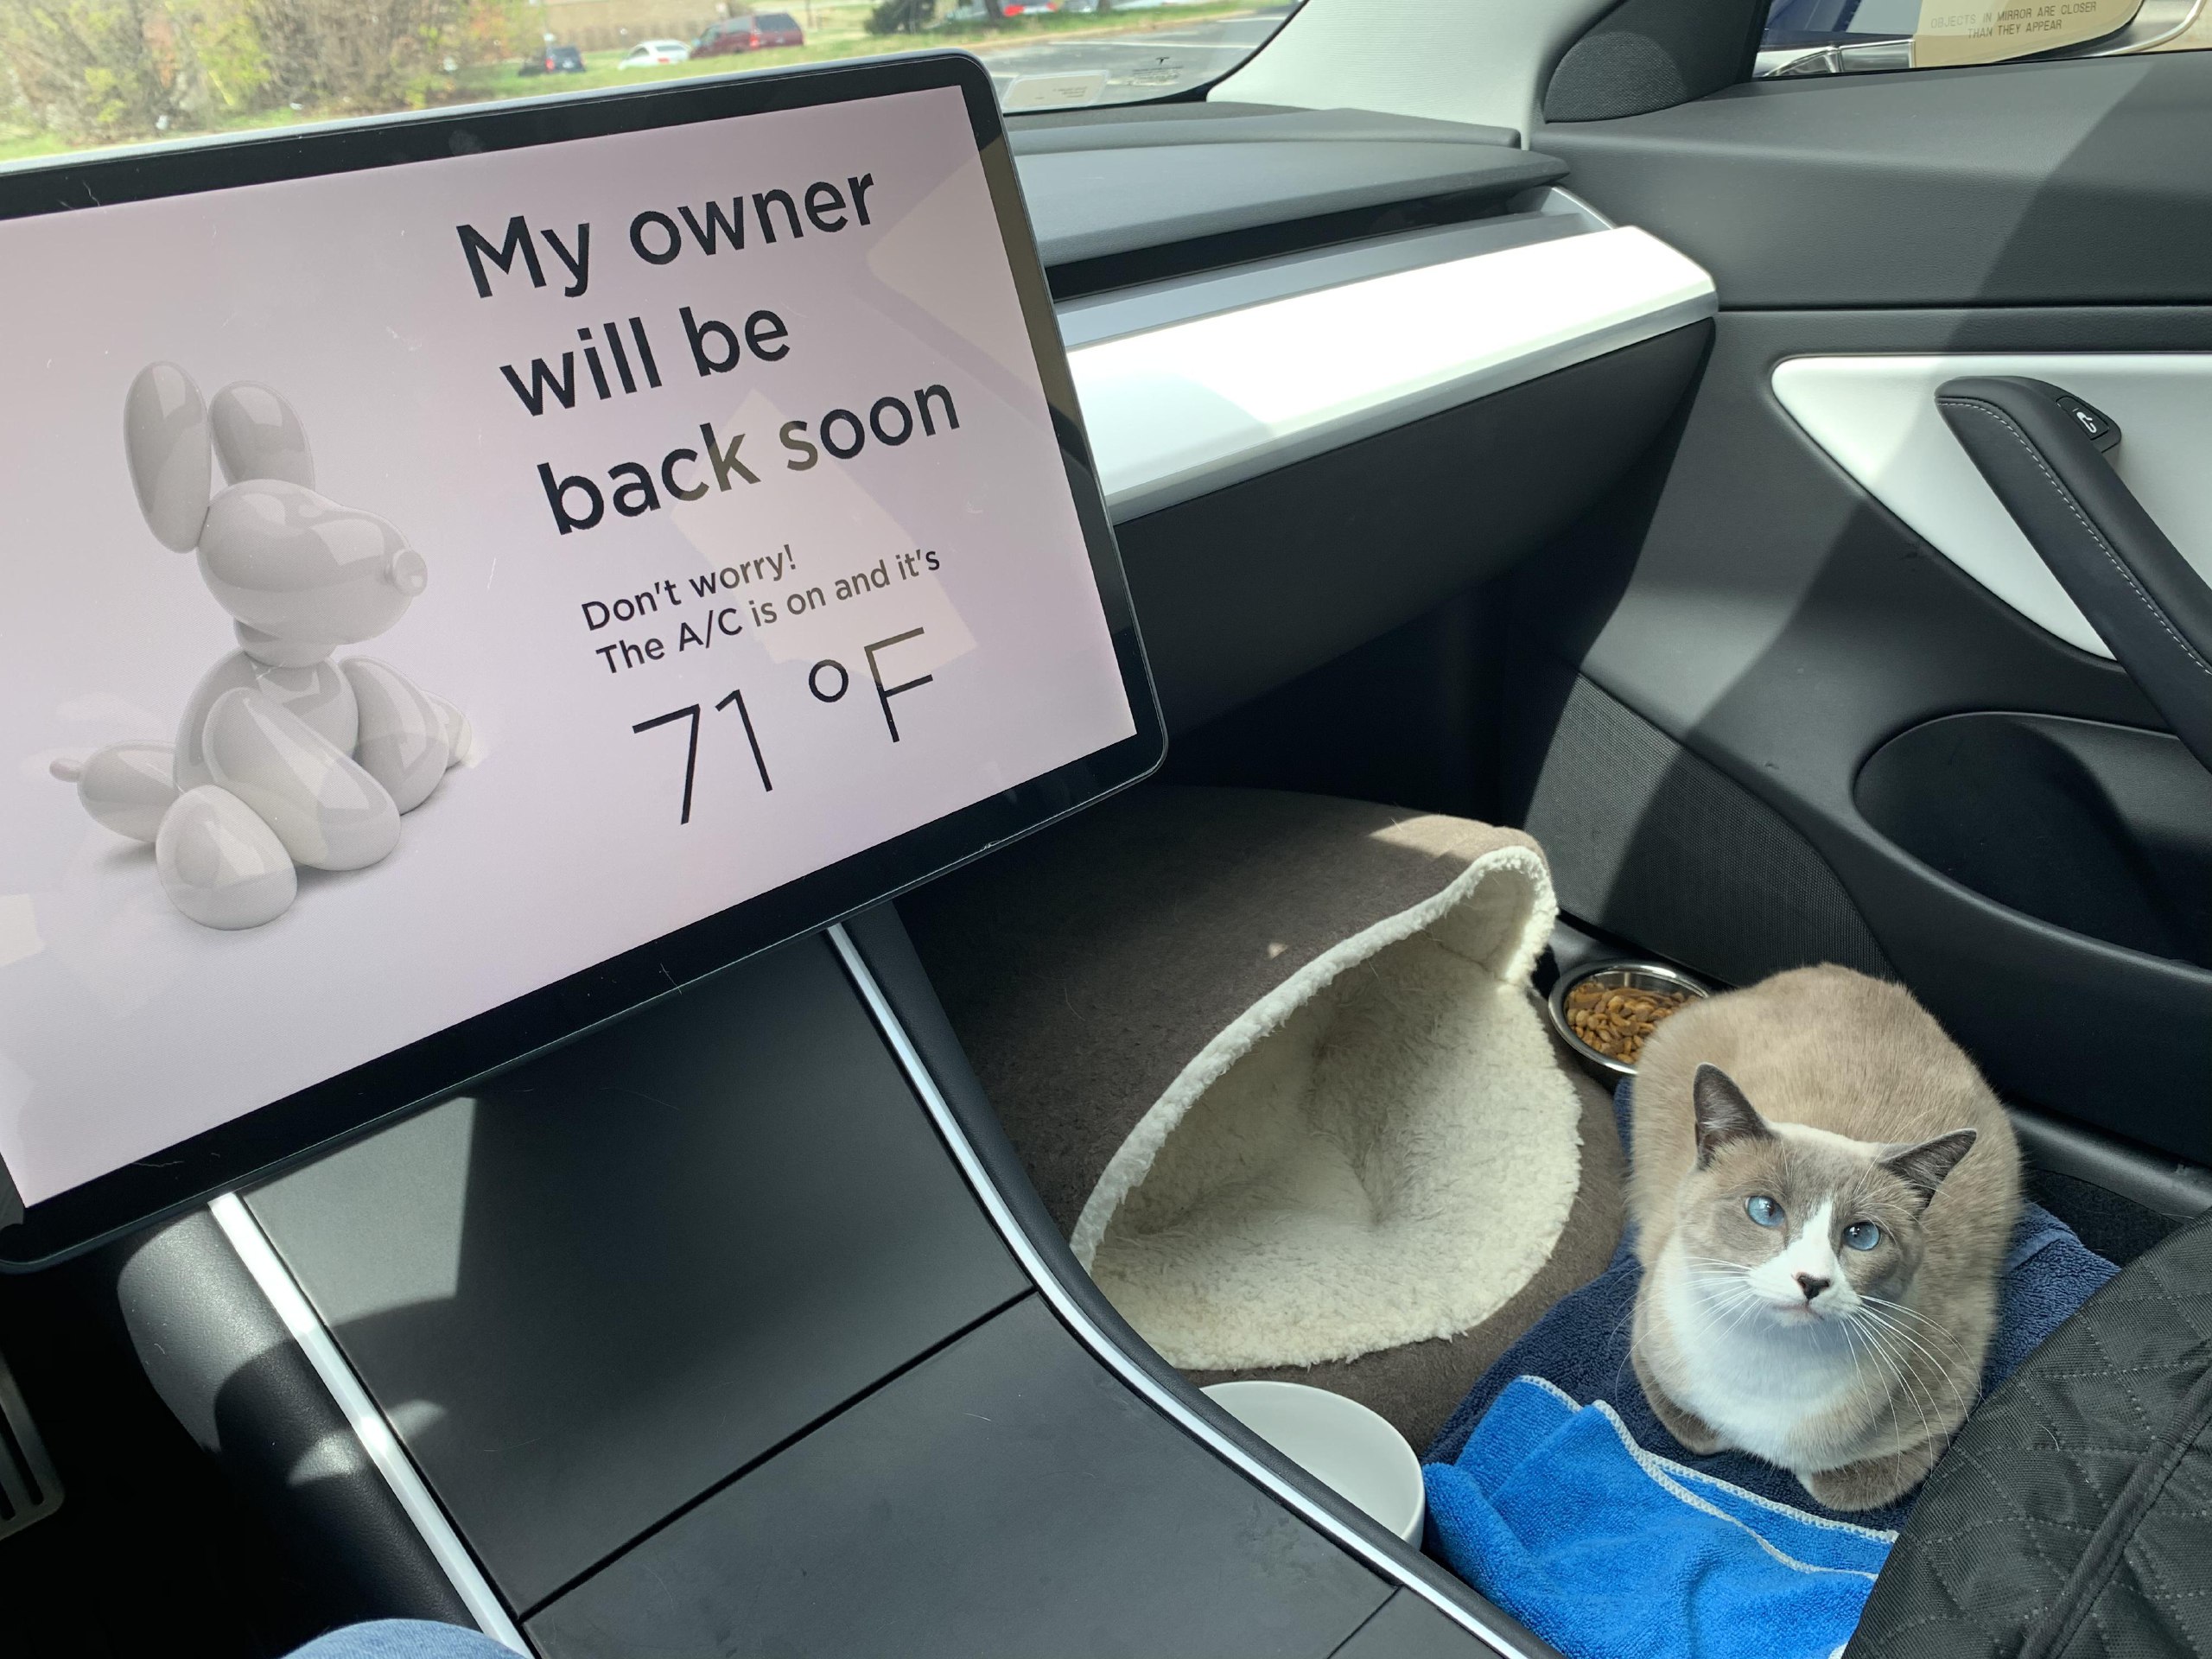 OBJECTS IN MIRROR ARE CLOSER
THAN THEY APPEAR
My owner
will be
back soon
Don't worry!
The A/C is on and it's
71 °F